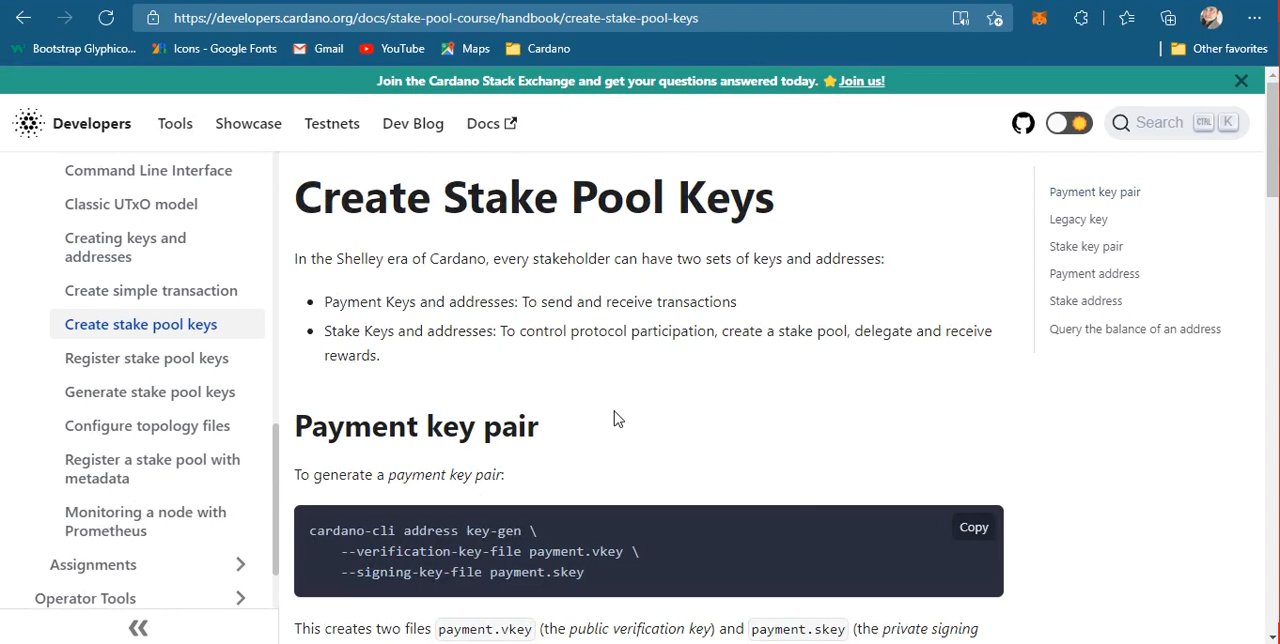 https://developers.cardano.org/docs/stake-pool-course/handbook/create-stake-pool-keys
Bootstrap Glyphico...
Icons - Google Fonts
Gmail
YouTube
Maps
Cardano
Other favorites
Join the Cardano Stack Exchange and get your questions answered today. ⭐ Join us!
Developers
Tools
Showcase
Testnets
Dev Blog
Docs
Search
CTRL
K
Command Line Interface
Classic UTxO model
Creating keys and
addresses
Create simple transaction
Create stake pool keys
Register stake pool keys
Generate stake pool keys
Configure topology files
Register a stake pool with
metadata
Monitoring a node with
Prometheus
Assignments
Operator Tools
Create Stake Pool Keys
In the Shelley era of Cardano, every stakeholder can have two sets of keys and addresses:
• Payment Keys and addresses: To send and receive transactions
• Stake Keys and addresses: To control protocol participation, create a stake pool, delegate and receive
rewards.
Payment key pair
To generate a payment key pair:
Copy
cardano-cli address key-gen \
--verification-key-file payment.vkey \
--signing-key-file payment.skey
This creates two files payment.vkey (the public verification key) and payment.skey (the private signing
Payment key pair
Legacy key
Stake key pair
Payment address
Stake address
Query the balance of an address